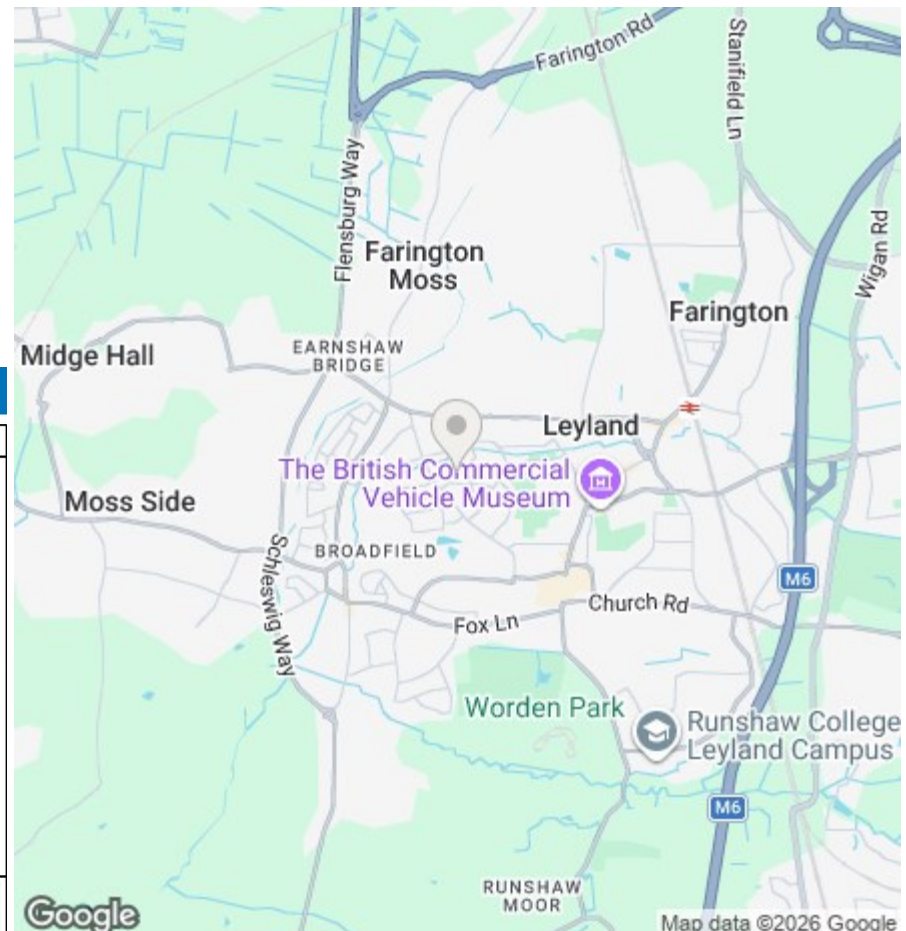 Farington Rd
Stanifield Ln
Flensburg Way
Wigan Rd
Farington
Moss
Farington
Midge Hall
EARNSHAW
BRIDGE
Leyland
The British Commercial
Vehicle Museum
Moss Side
BROADFIELD
M6
Schleswig Way
Church Rd
Fox Ln
Worden Park
Runshaw College
Leyland Campus
M6
RUNSHAW
MOOR
Google
Map data ©2026 Google